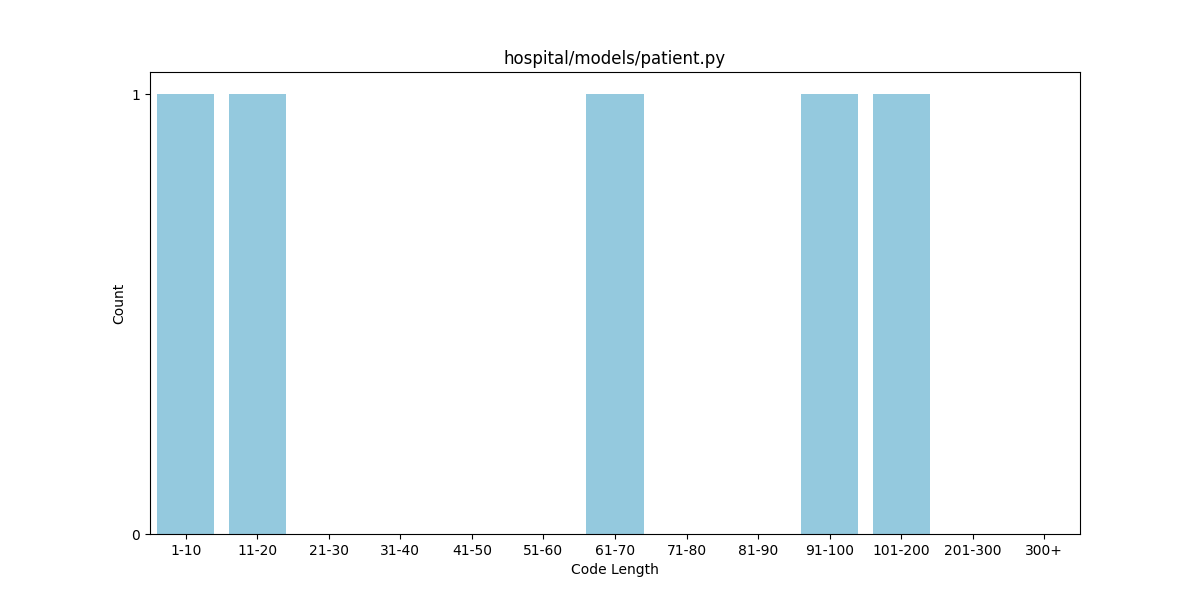 hospital/models/patient.py
1
0
Count
1-10 11-20 21-30 31-40 41-50 51-60 61-70 71-80 81-90 91-100 101-200 201-300 300+
Code Length